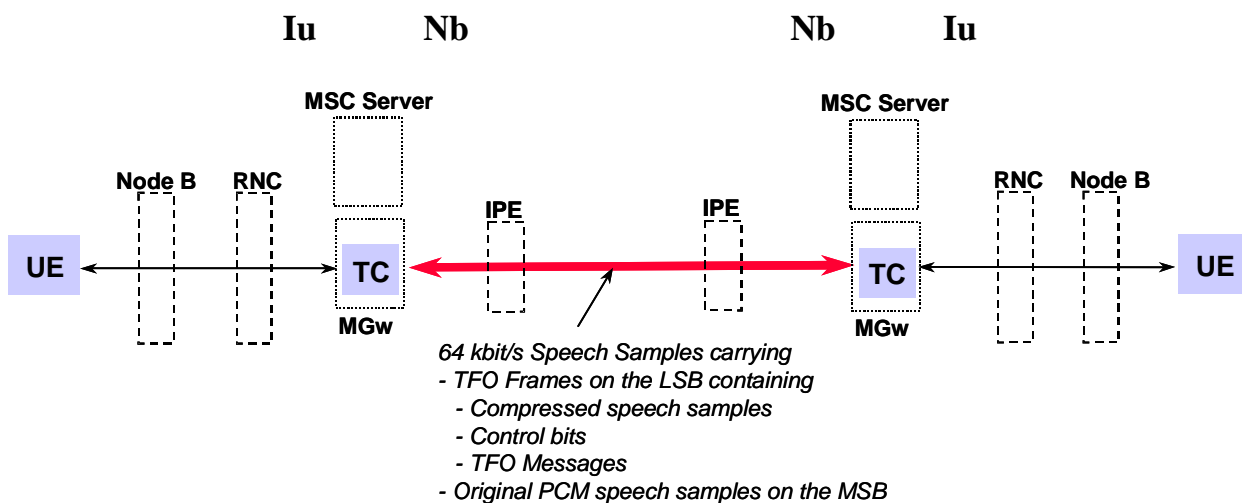 Iu Nb Nb Iu
MSC Server MSC Server
Node B RNC RNC Node B
IPE IPE
UE TC TC UE
MGw MGw
64 kbit/s Speech Samples carrying
- TFO Frames on the LSB containing
- Compressed speech samples
- Control bits
- TFO Messages
- Original PCM speech samples on the MSB